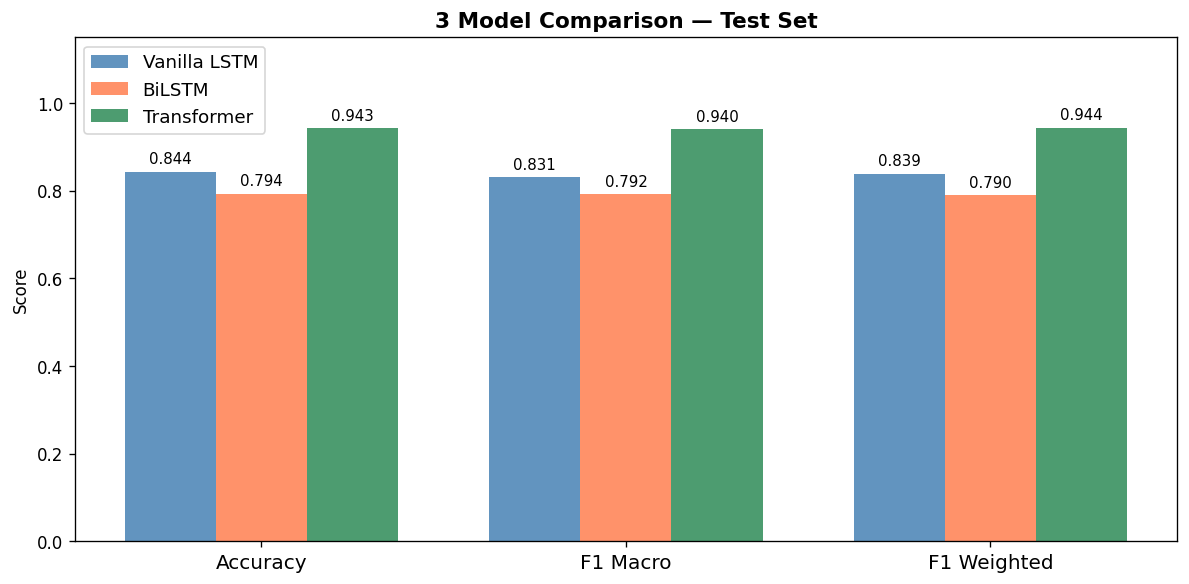 3 Model Comparison — Test Set
Vanilla LSTM
BiLSTM
Transformer
Score
1.0
0.8
0.6
0.4
0.2
0.0
0.844
0.794
0.943
0.831
0.792
0.940
0.839
0.790
0.944
Accuracy
F1 Macro
F1 Weighted